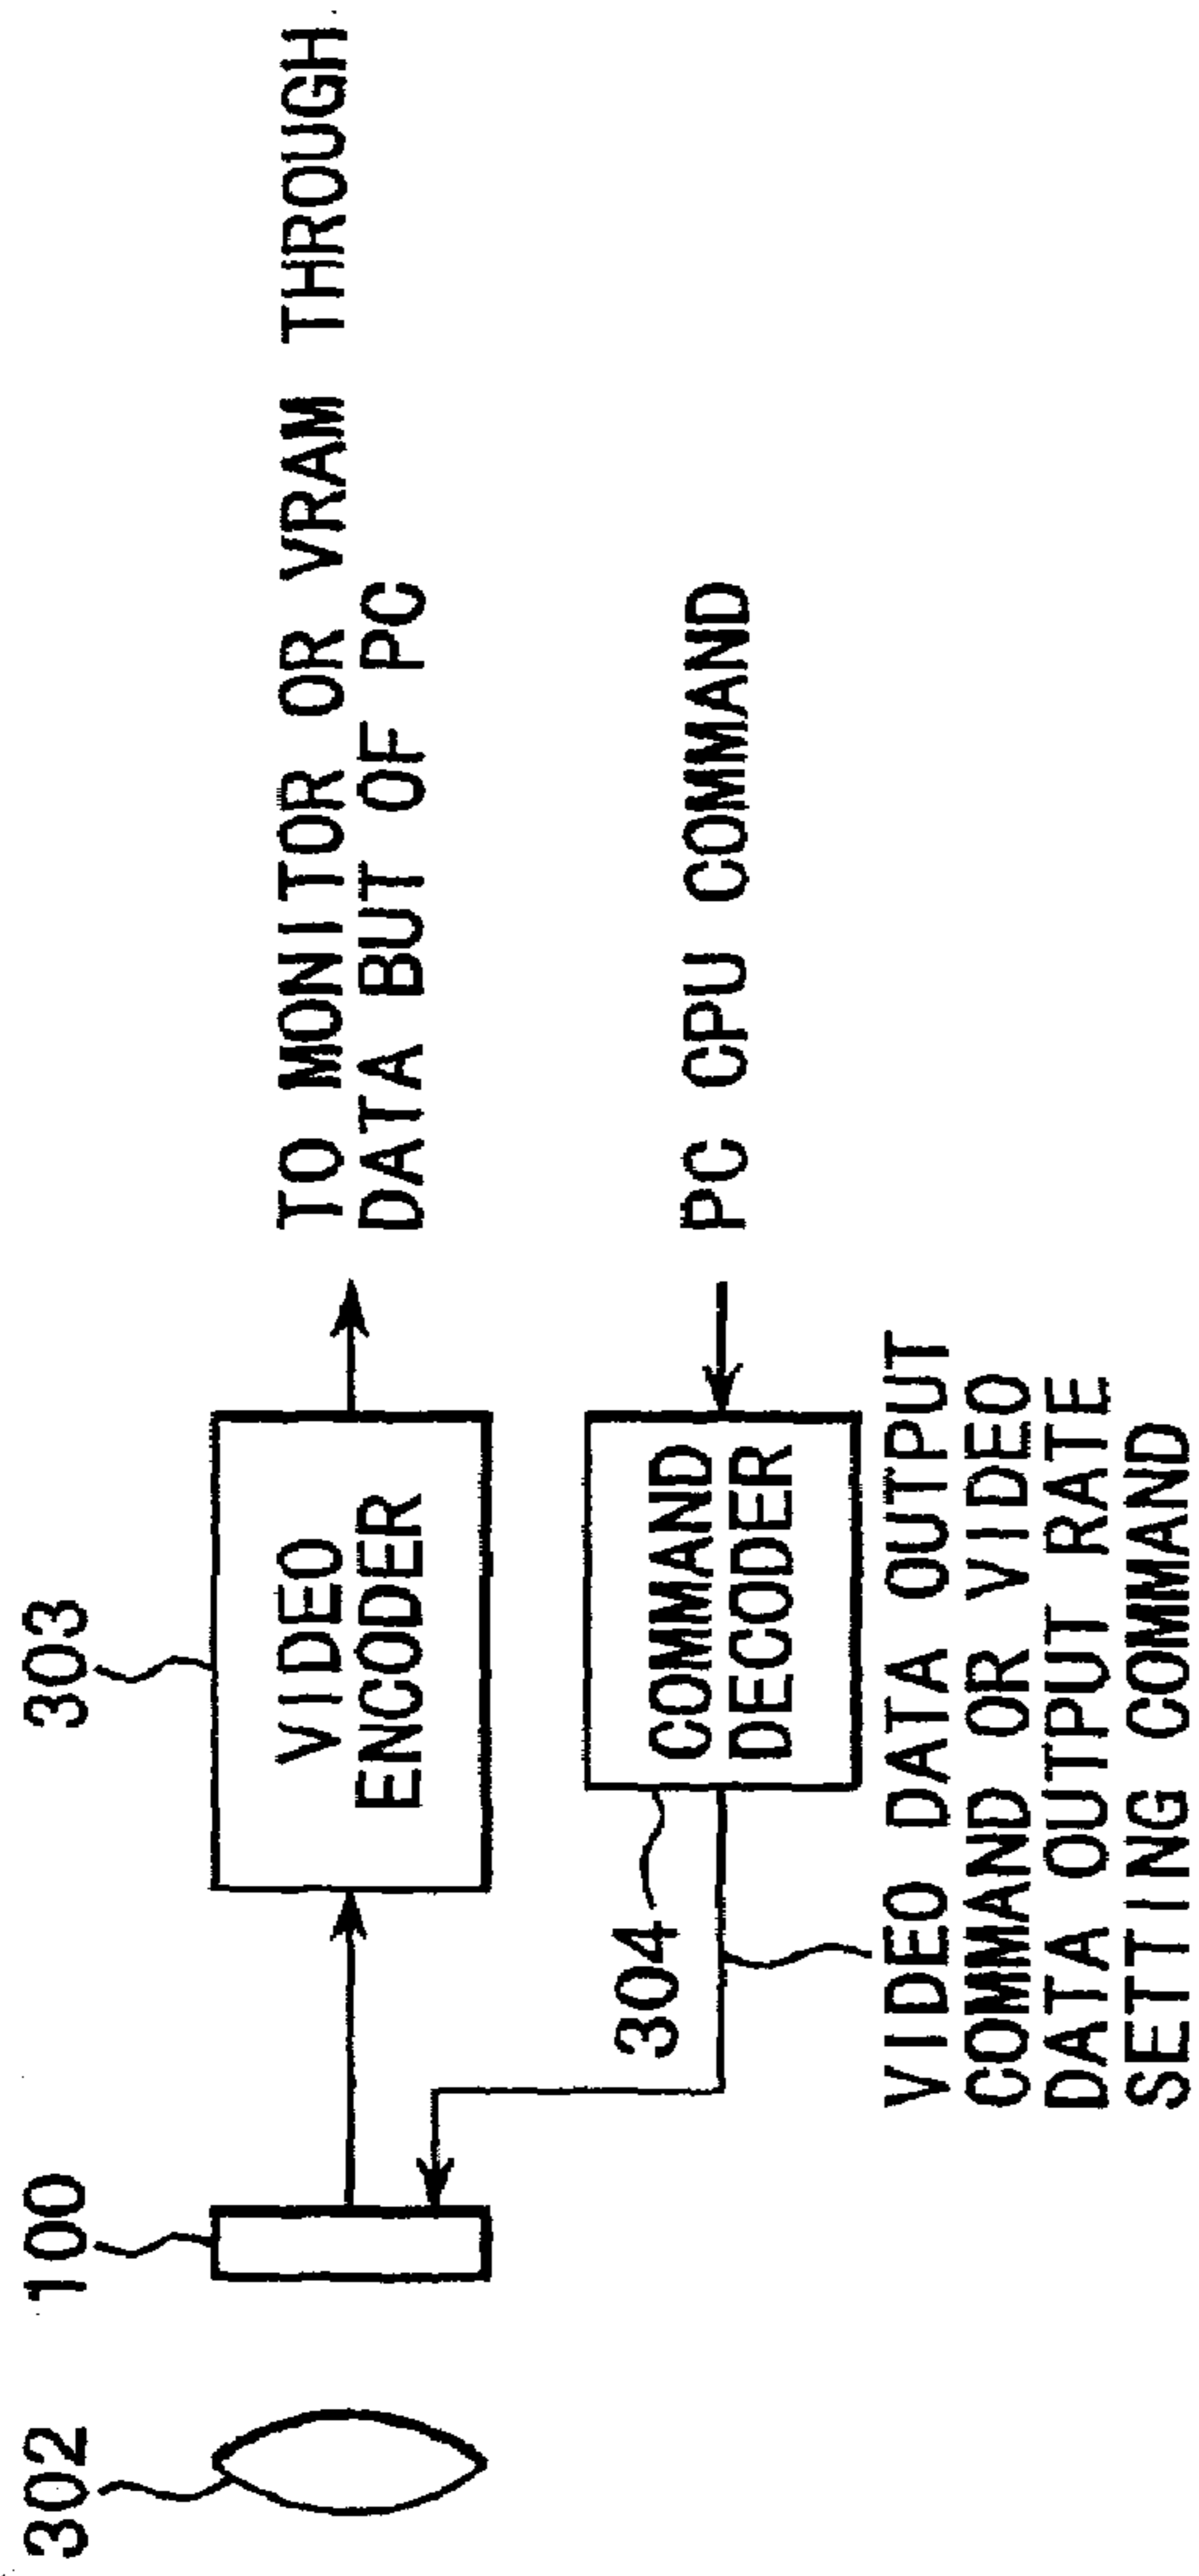 302
100
303
VIDEO
ENCODER
TO MONITOR OR VRAM THROUGH
DATA BUT OF PC
304
COMMAND
DECODER
PC CPU COMMAND
VIDEO DATA OUTPUT
COMMAND OR VIDEO
DATA OUTPUT RATE
SETTING COMMAND